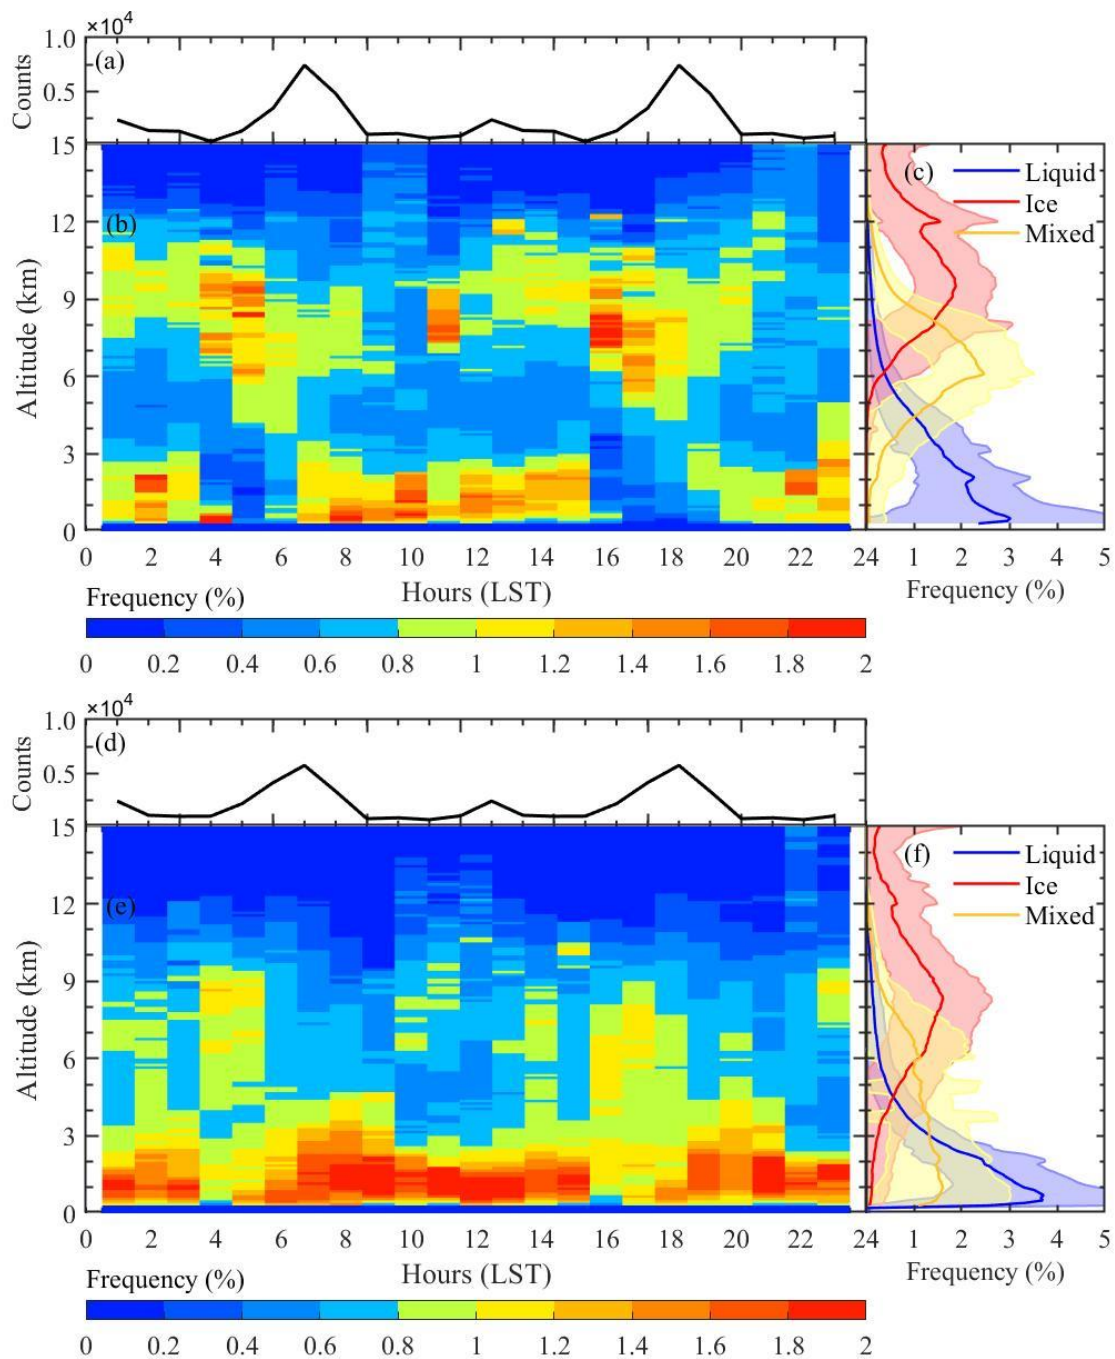 ×10⁴
1.0
(a)
Counts
0.5
15
(c)
Liquid
Ice
Mixed
12
(b)
Altitude (km)
9
6
3
0
0 2 4 6 8 10 12 14 16 18 20 22 24 1 2 3 4 5
Hours (LST)
Frequency (%)
Frequency (%)
0 0.2 0.4 0.6 0.8 1 1.2 1.4 1.6 1.8 2
×10⁴
1.0
(d)
Counts
0.5
15
(f)
Liquid
Ice
Mixed
12
(e)
Altitude (km)
9
6
3
0
0 2 4 6 8 10 12 14 16 18 20 22 24 1 2 3 4 5
Hours (LST)
Frequency (%)
Frequency (%)
0 0.2 0.4 0.6 0.8 1 1.2 1.4 1.6 1.8 2